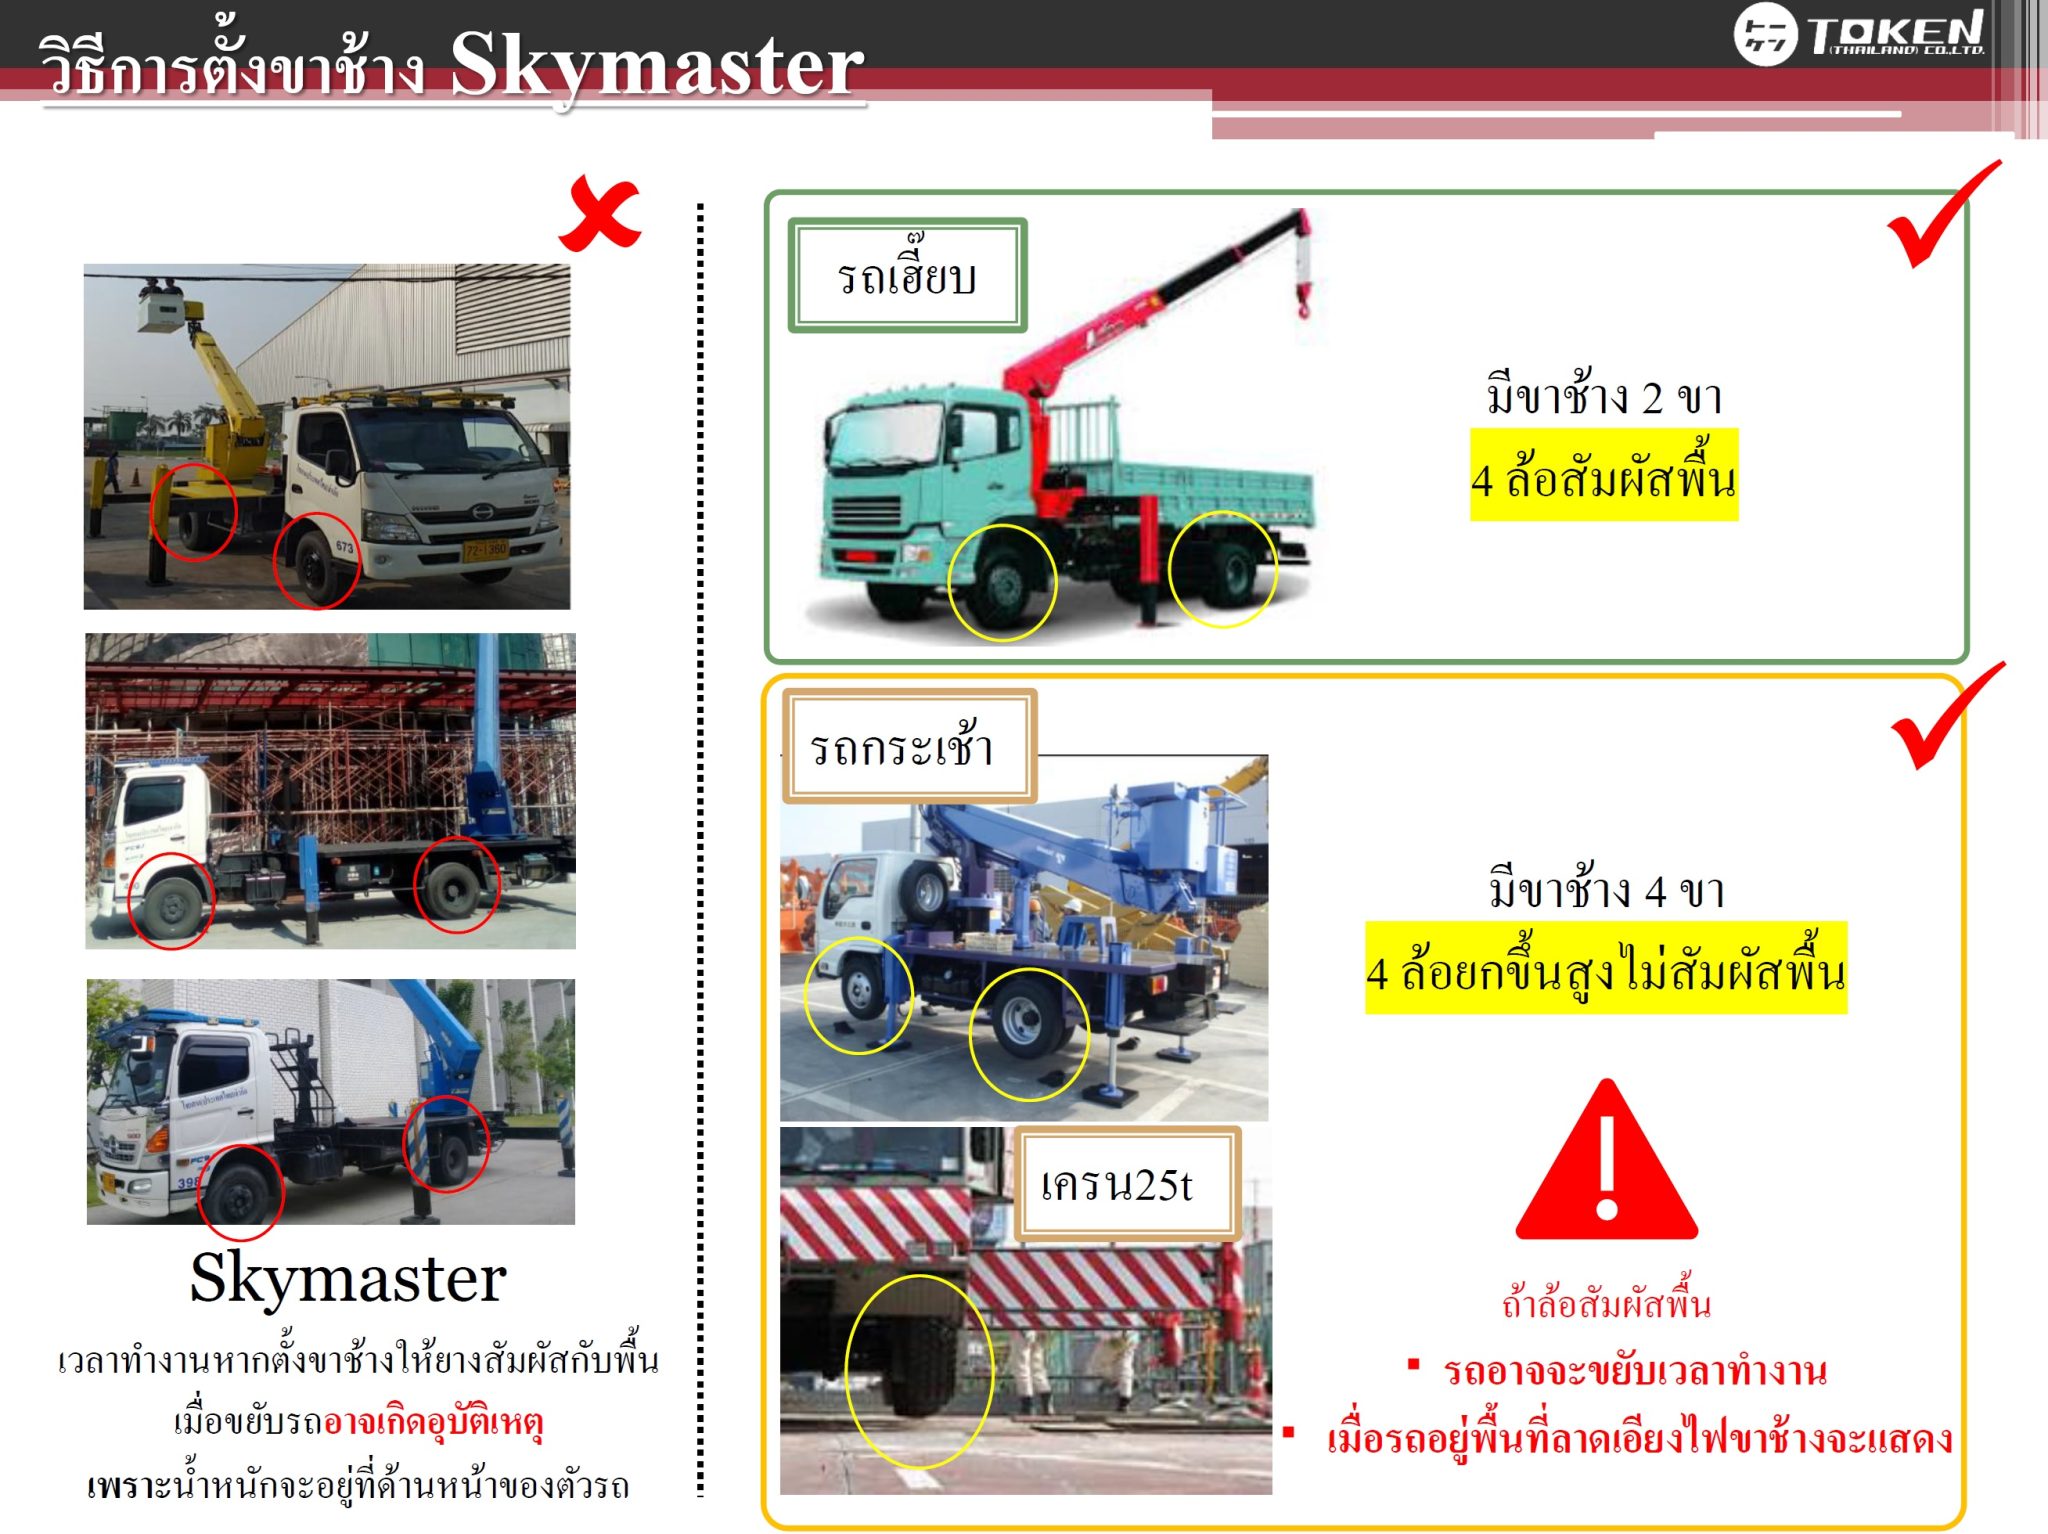 วิธีการตั้งขาช้าง Skymaster
TOKEN
(THAILAND) CO.,LTD.
รถเฮี๊ยบ
มีขาช้าง 2 ขา
4 ล้อสัมผัสพื้น
673
72-1360
398
Skymaster
เวลาทำงานหากตั้งขาช้างให้ยางสัมผัสกับพื้น
เมื่อขยับรถอาจเกิดอุบัติเหตุ
เพราะน้ำหนักจะอยู่ที่ด้านหน้าของตัวรถ
รถกระเช้า
มีขาช้าง 4 ขา
4 ล้อยกขึ้นสูงไม่สัมผัสพื้น
เครน25t
ถ้าล้อสัมผัสพื้น
▪ รถอาจจะขยับเวลาทำงาน
▪ เมื่อรถอยู่พื้นที่ลาดเอียงไฟขาช้างจะแสดง